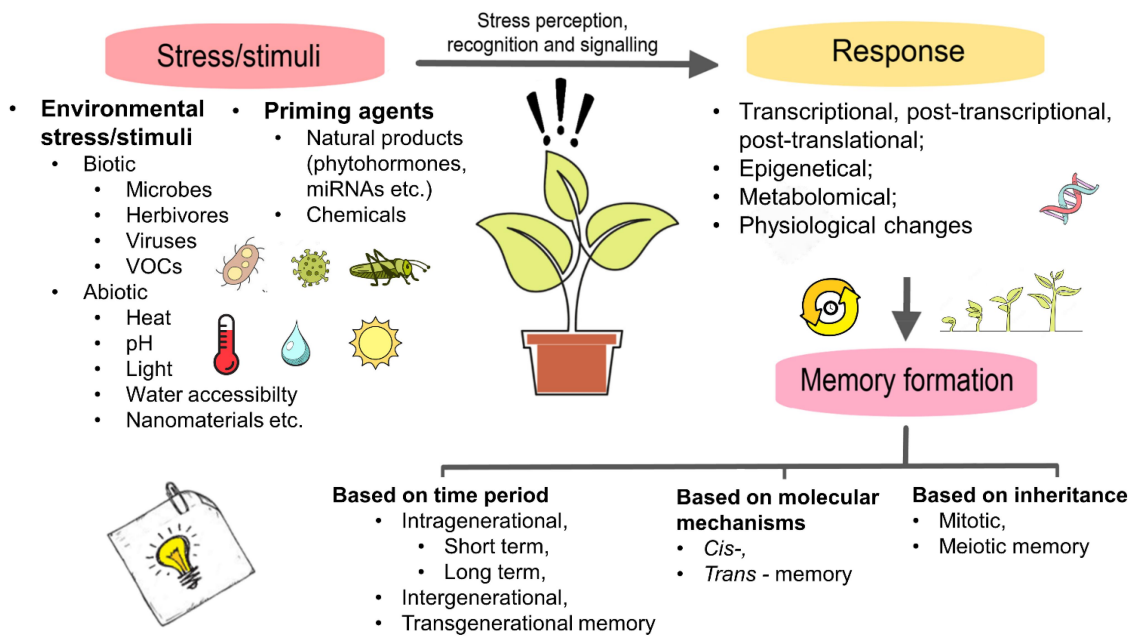 Stress/stimuli
Stress perception,
recognition and signalling
Response
• Environmental
stress/stimuli
• Biotic
• Microbes
• Herbivores
• Viruses
• VOCs
• Abiotic
• Heat
• pH
• Light
• Water accessibilty
• Nanomaterials etc.
• Priming agents
• Natural products
(phytohormones,
miRNAs etc.)
• Chemicals
• Transcriptional, post-transcriptional,
post-translational;
• Epigenetical;
• Metabolomical;
• Physiological changes
Memory formation
Based on time period
• Intragenerational,
• Short term,
• Long term,
• Intergenerational,
• Transgenerational memory
Based on molecular
mechanisms
• Cis-,
• Trans - memory
Based on inheritance
• Mitotic,
• Meiotic memory